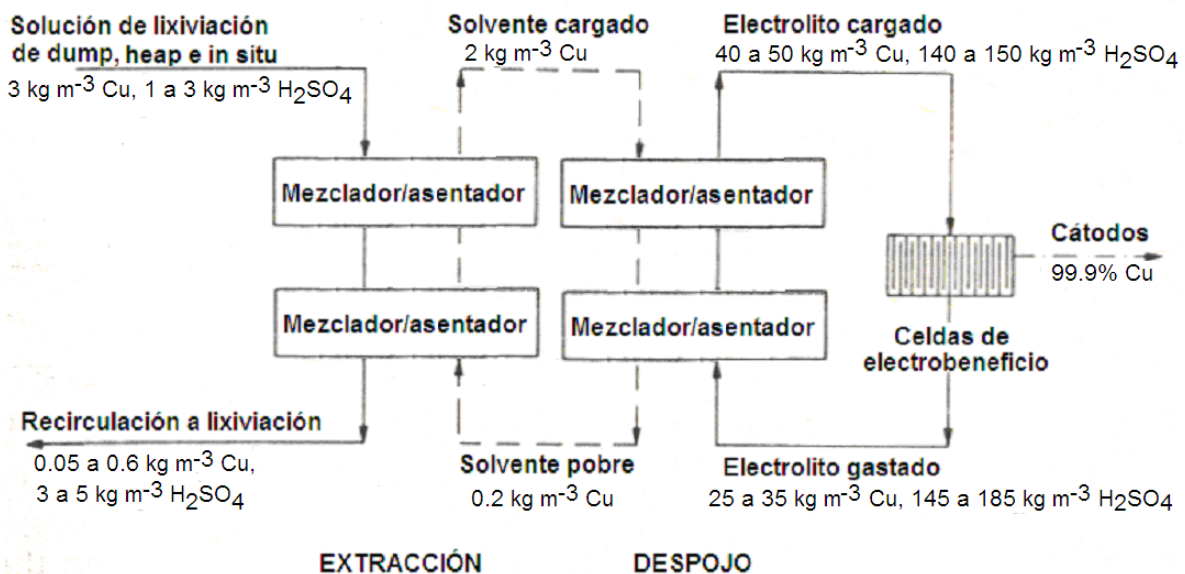 Solución de lixiviación
de dump, heap e in situ
3 kg m-3 Cu, 1 a 3 kg m-3 H2SO4
Solvente cargado
2 kg m-3 Cu
Electrolito cargado
40 a 50 kg m-3 Cu, 140 a 150 kg m-3 H2SO4
Mezclador/asentador
Mezclador/asentador
Cátodos
99.9% Cu
Mezclador/asentador
Mezclador/asentador
Celdas de
electrobeneficio
Recirculación a lixiviación
0.05 a 0.6 kg m-3 Cu,
3 a 5 kg m-3 H2SO4
Solvente pobre
0.2 kg m-3 Cu
Electrolito gastado
25 a 35 kg m-3 Cu, 145 a 185 kg m-3 H2SO4
EXTRACCIÓN
DESPOJO